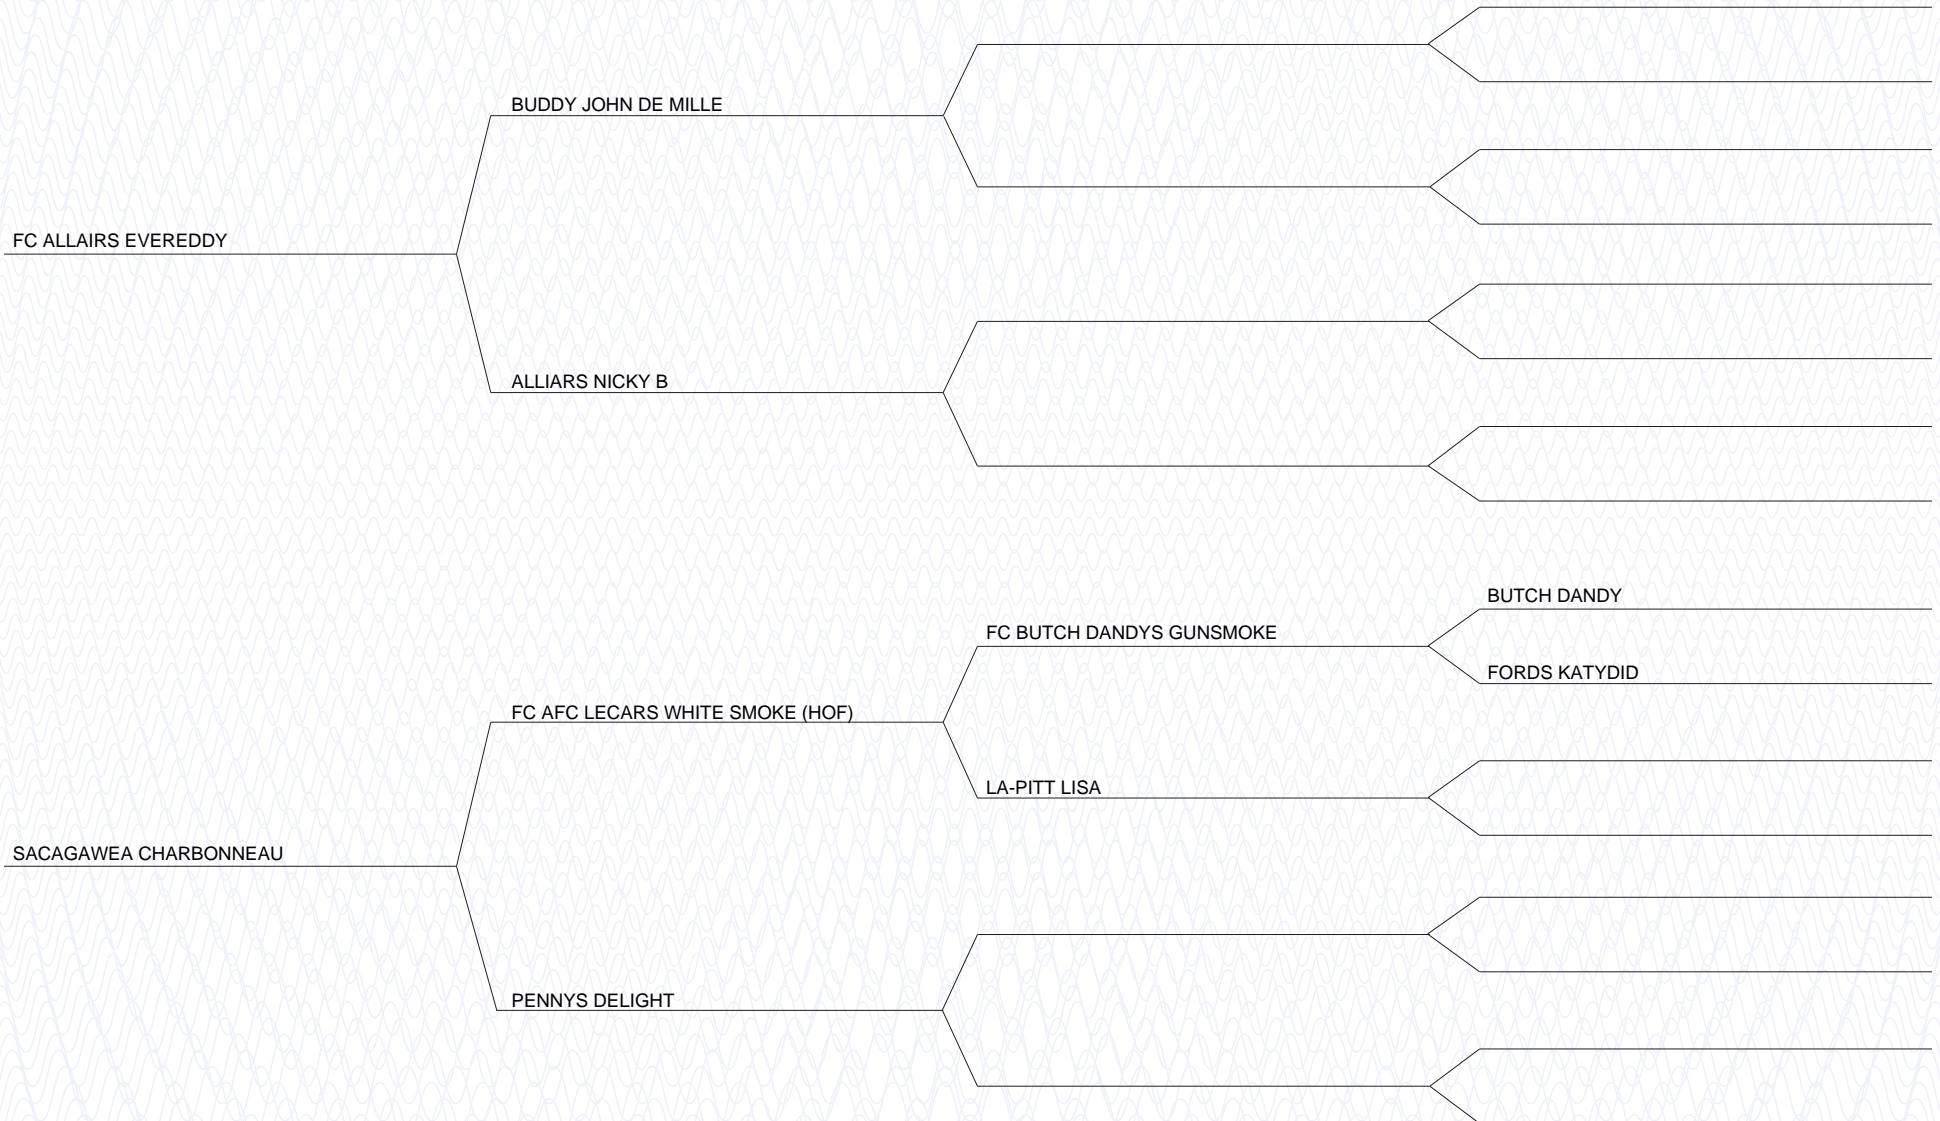 BUDDY JOHN DE MILLE
FC ALLAIRS EVEREDDY
ALLIARS NICKY B
BUTCH DANDY
FC BUTCH DANDYS GUNSMOKE
FORDS KATYDID
FC AFC LECARS WHITE SMOKE (HOF)
LA-PITT LISA
SACAGAWEA CHARBONNEAU
PENNYS DELIGHT